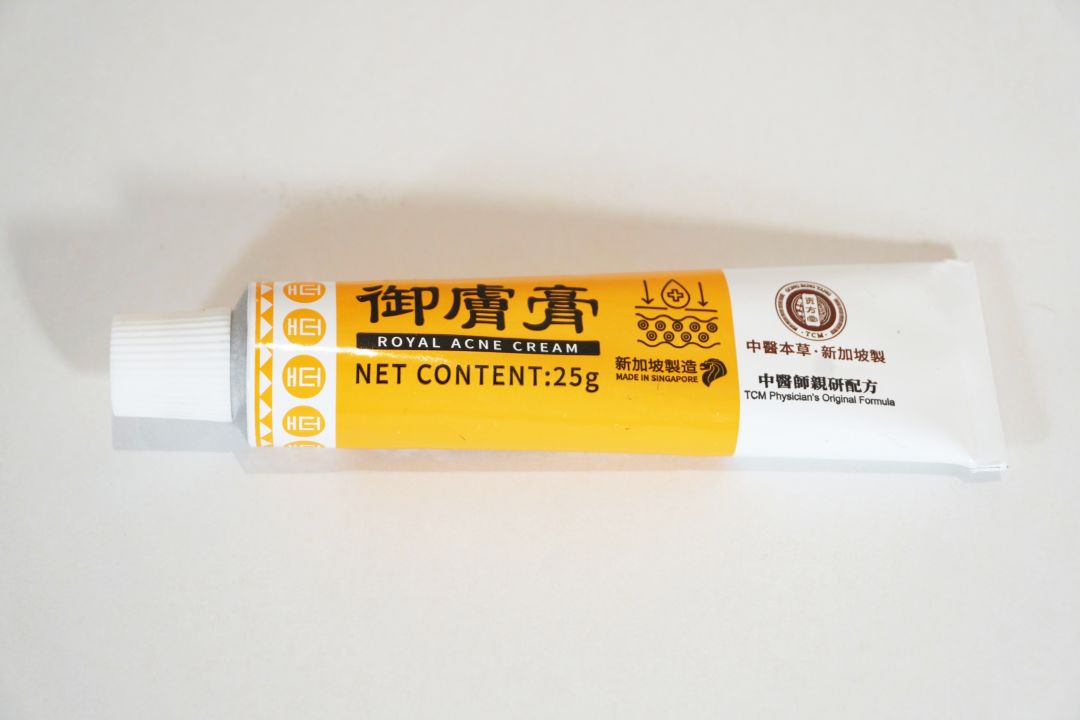 御膚膏
ROYAL ACNE CREAM
NET CONTENT:25g
新加坡製造
MADE IN SINGAPORE
TCM
中醫本草·新加坡製
中醫師親研配方
TCM Physician's Original Formula